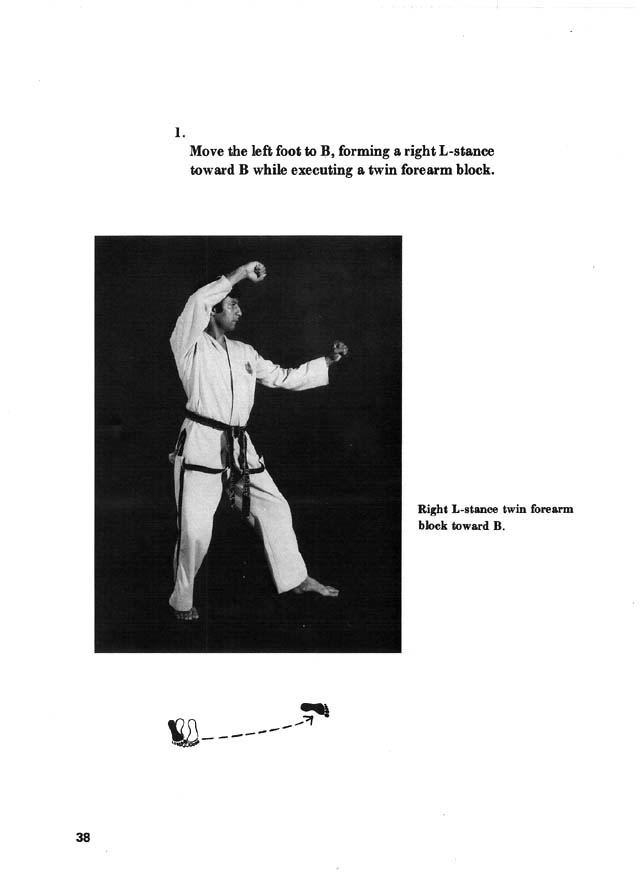 1.
Move the left foot to B, forming a right L-stance
toward B while executing a twin forearm block.
Right L-stance twin forearm
block toward B.
38